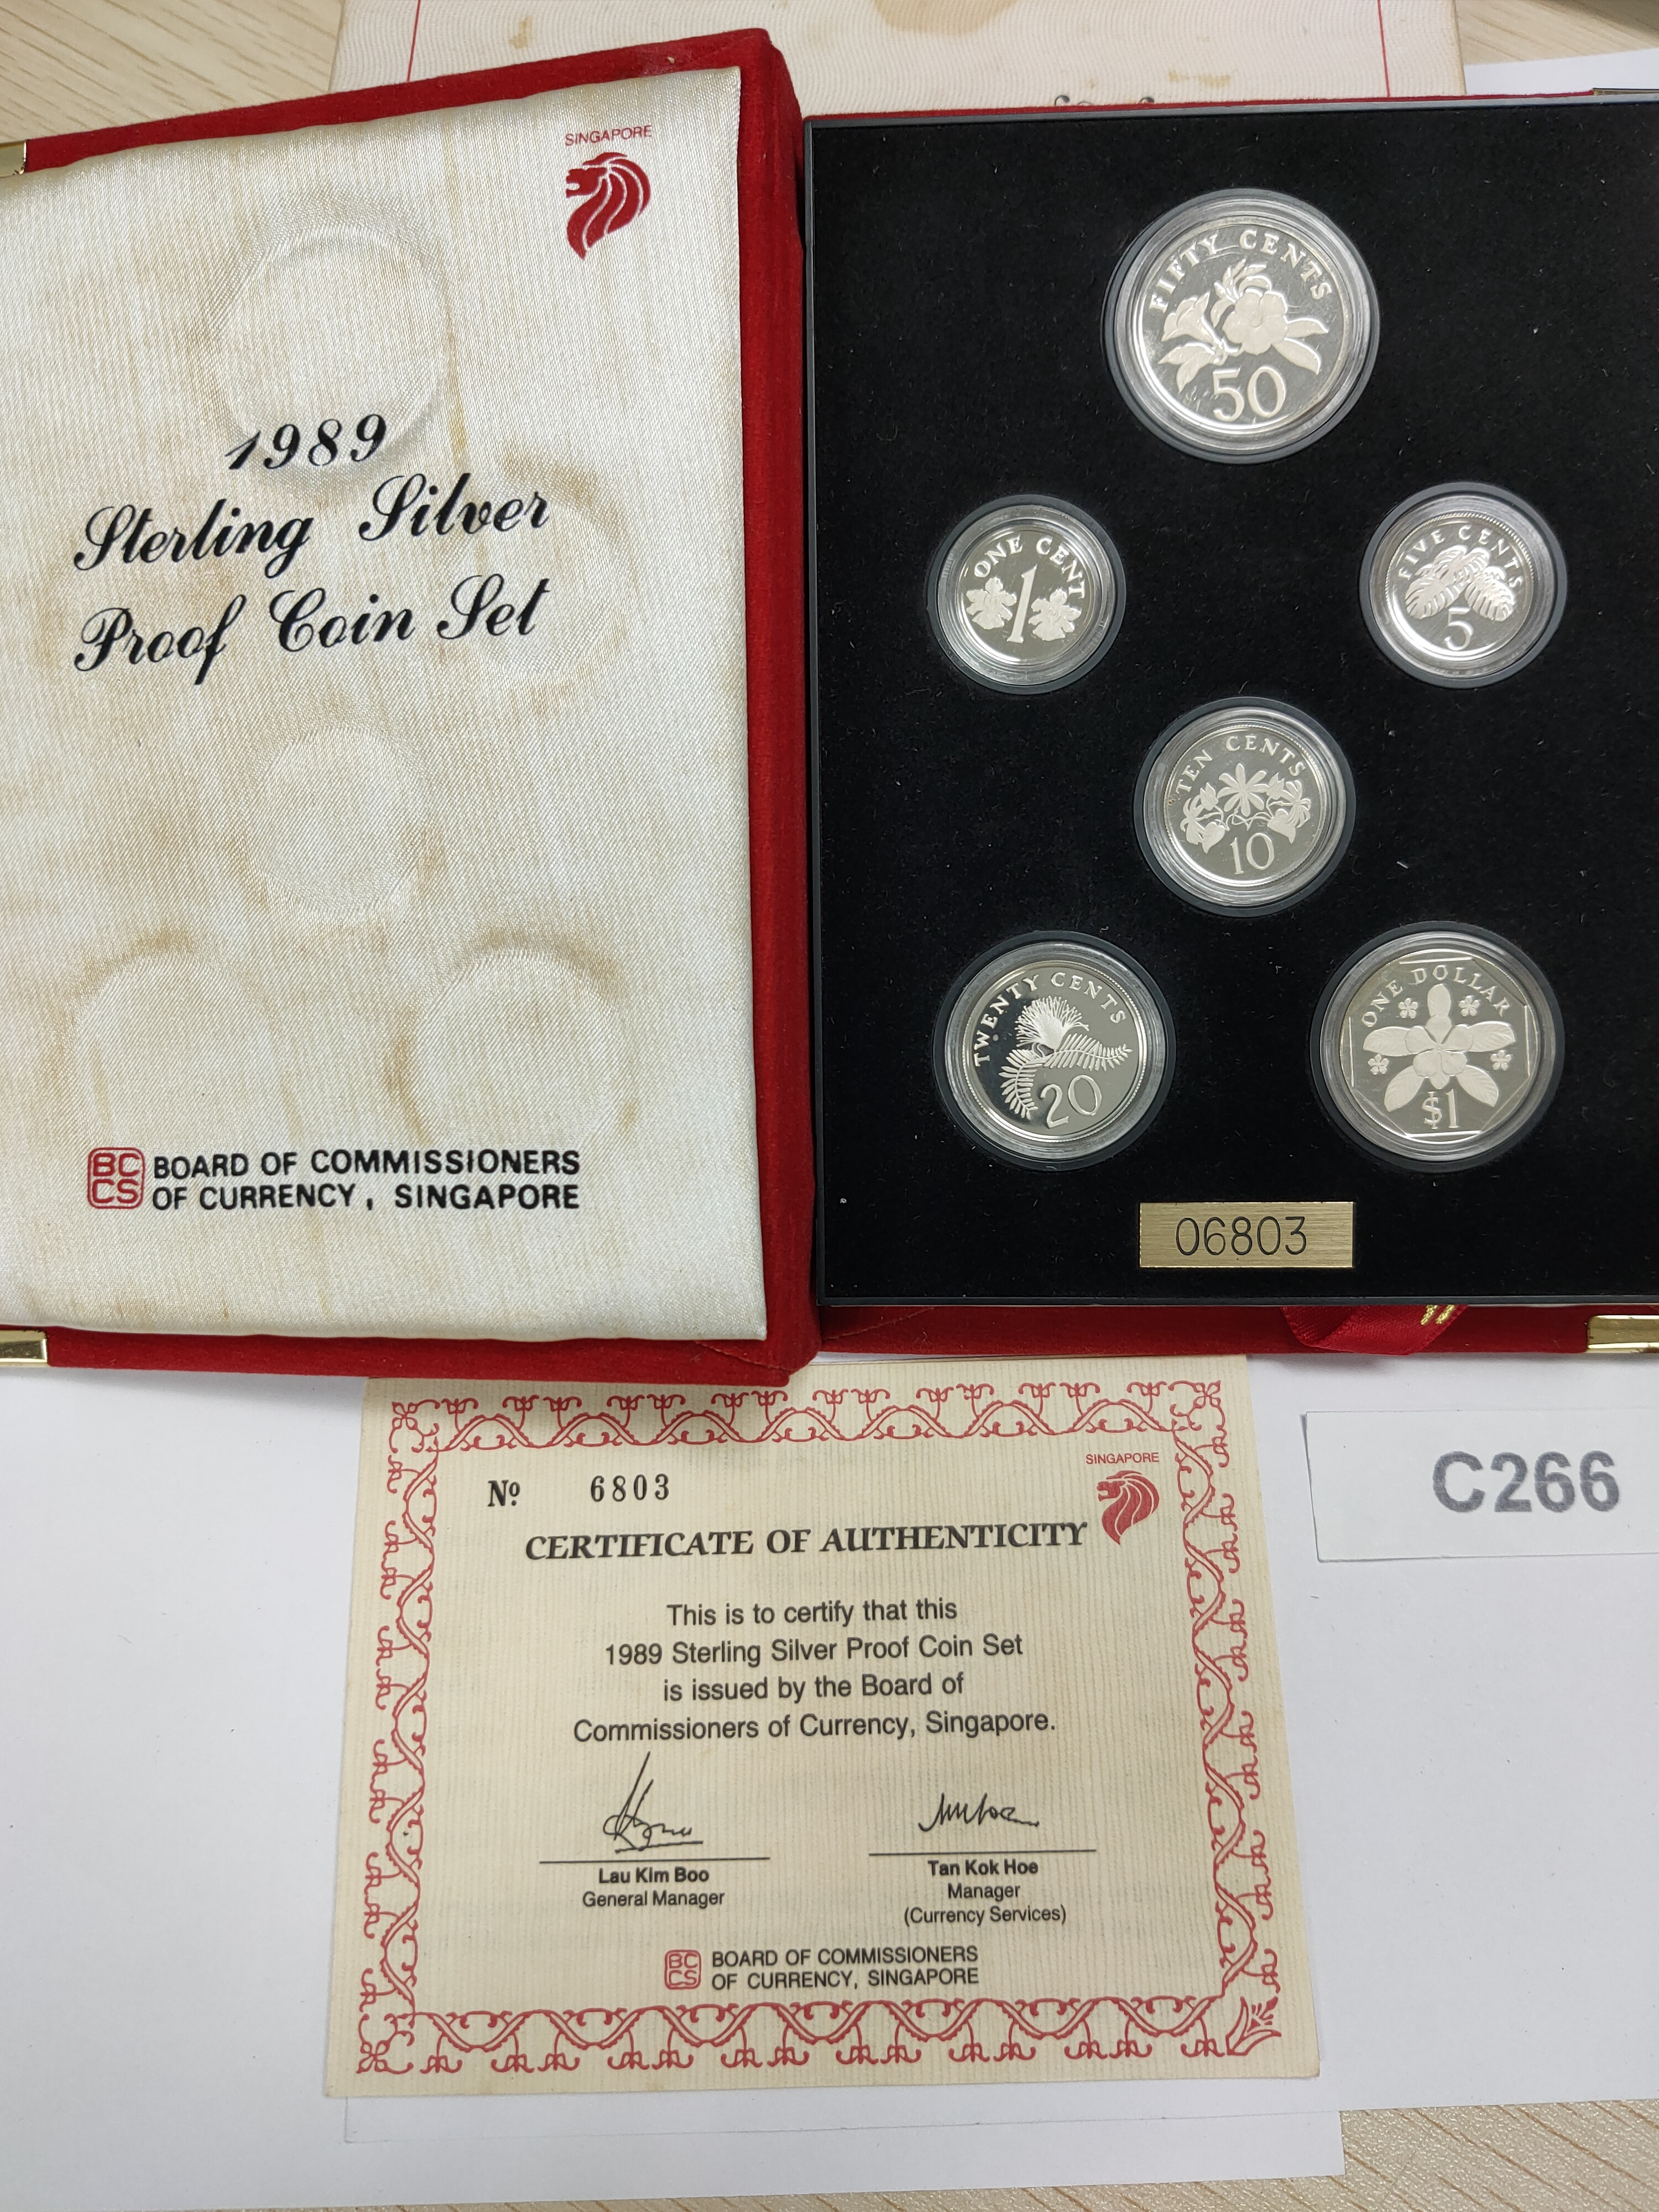 SINGAPORE
1989
Sterling Silver
Proof Coin Set
BC
CS
BOARD OF COMMISSIONERS
OF CURRENCY, SINGAPORE
FIFTY CENTS
50
ONE CENT
1
FIVE CENTS
5
TEN CENTS
10
TWENTY CENTS
20
ONE DOLLAR
$1
06803
C266
Nº 6803
SINGAPORE
CERTIFICATE OF AUTHENTICITY
This is to certify that this
1989 Sterling Silver Proof Coin Set
is issued by the Board of
Commissioners of Currency, Singapore.
Lau Kim Boo
General Manager
Tan Kok Hoe
Manager
(Currency Services)
BC
CS
BOARD OF COMMISSIONERS
OF CURRENCY, SINGAPORE